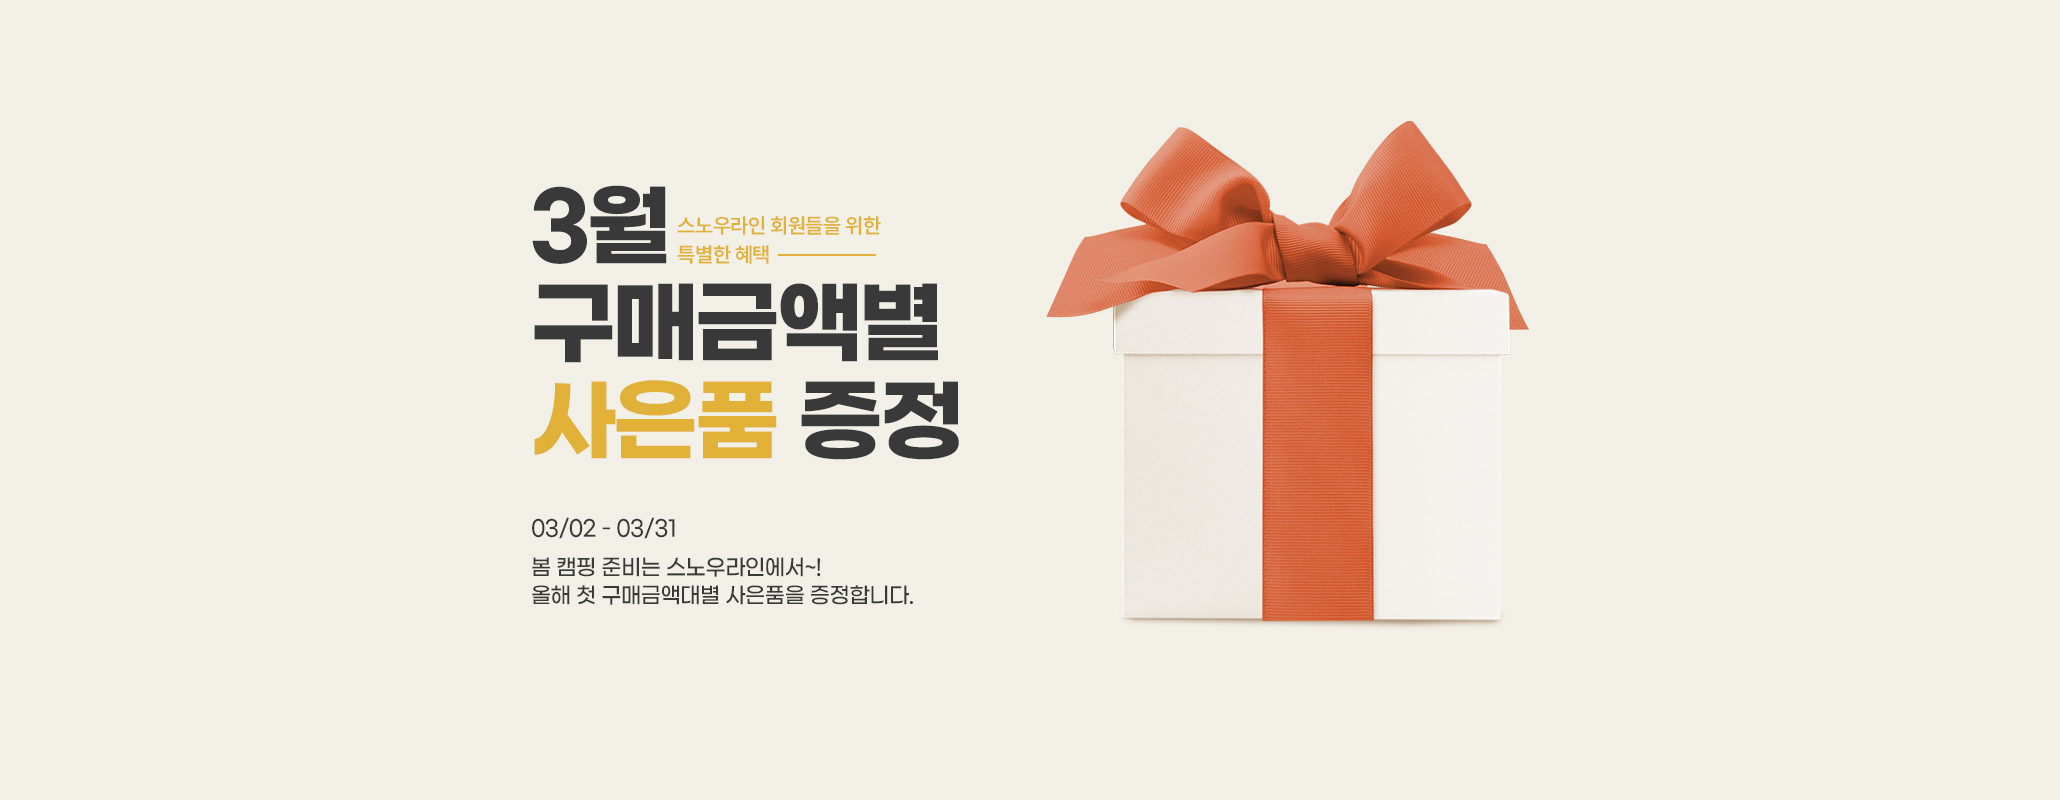 3월
스노우라인 회원들을 위한
특별한 혜택
구매금액별
사은품 증정
03/02 - 03/31
봄 캠핑 준비는 스노우라인에서~!
올해 첫 구매금액대별 사은품을 증정합니다.